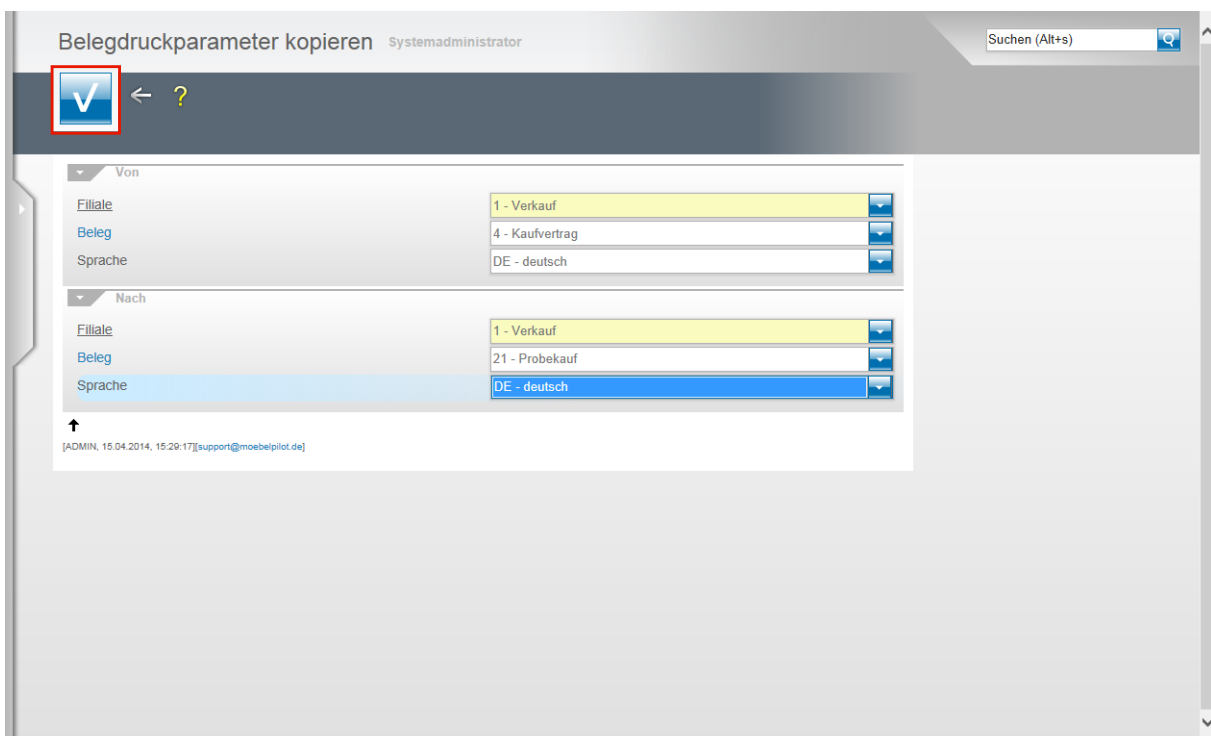 Belegdruckparameter kopieren Systemadministrator
Suchen (Alt+s)
?
Von
Filiale 1 - Verkauf
Beleg 4 - Kaufvertrag
Sprache DE - deutsch
Nach
Filiale 1 - Verkauf
Beleg 21 - Probekauf
Sprache DE - deutsch
[ADMIN, 15.04.2014, 15:29:17][support@moebelpilot.de]